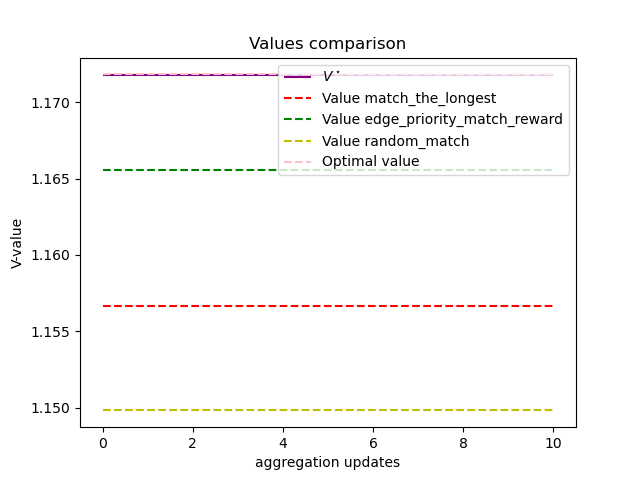 Values comparison
V*
Value match_the_longest
Value edge_priority_match_reward
Value random_match
Optimal value
V-value
1.170
1.165
1.160
1.155
1.150
0 2 4 6 8 10
aggregation updates